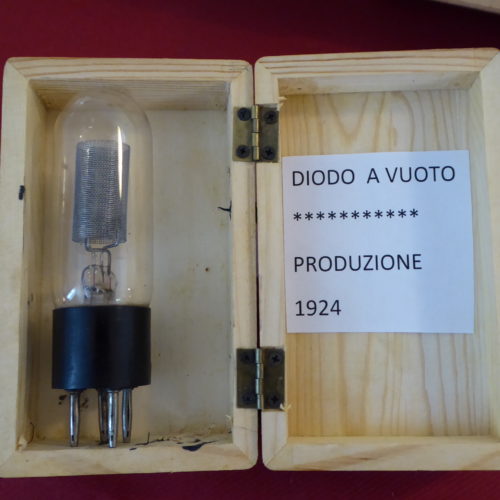 DIODO A VUOTO
***********
PRODUZIONE
1924